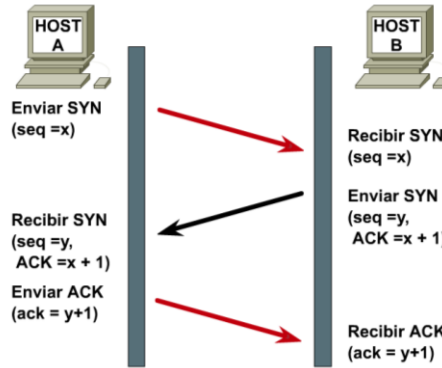 HOST
A
HOST
B
Enviar SYN
(seq =x)
Recibir SYN
(seq =x)
Enviar SYN
(seq =y,
ACK =x + 1)
Recibir SYN
(seq =y,
ACK =x + 1)
Enviar ACK
(ack = y+1)
Recibir ACK
(ack = y+1)